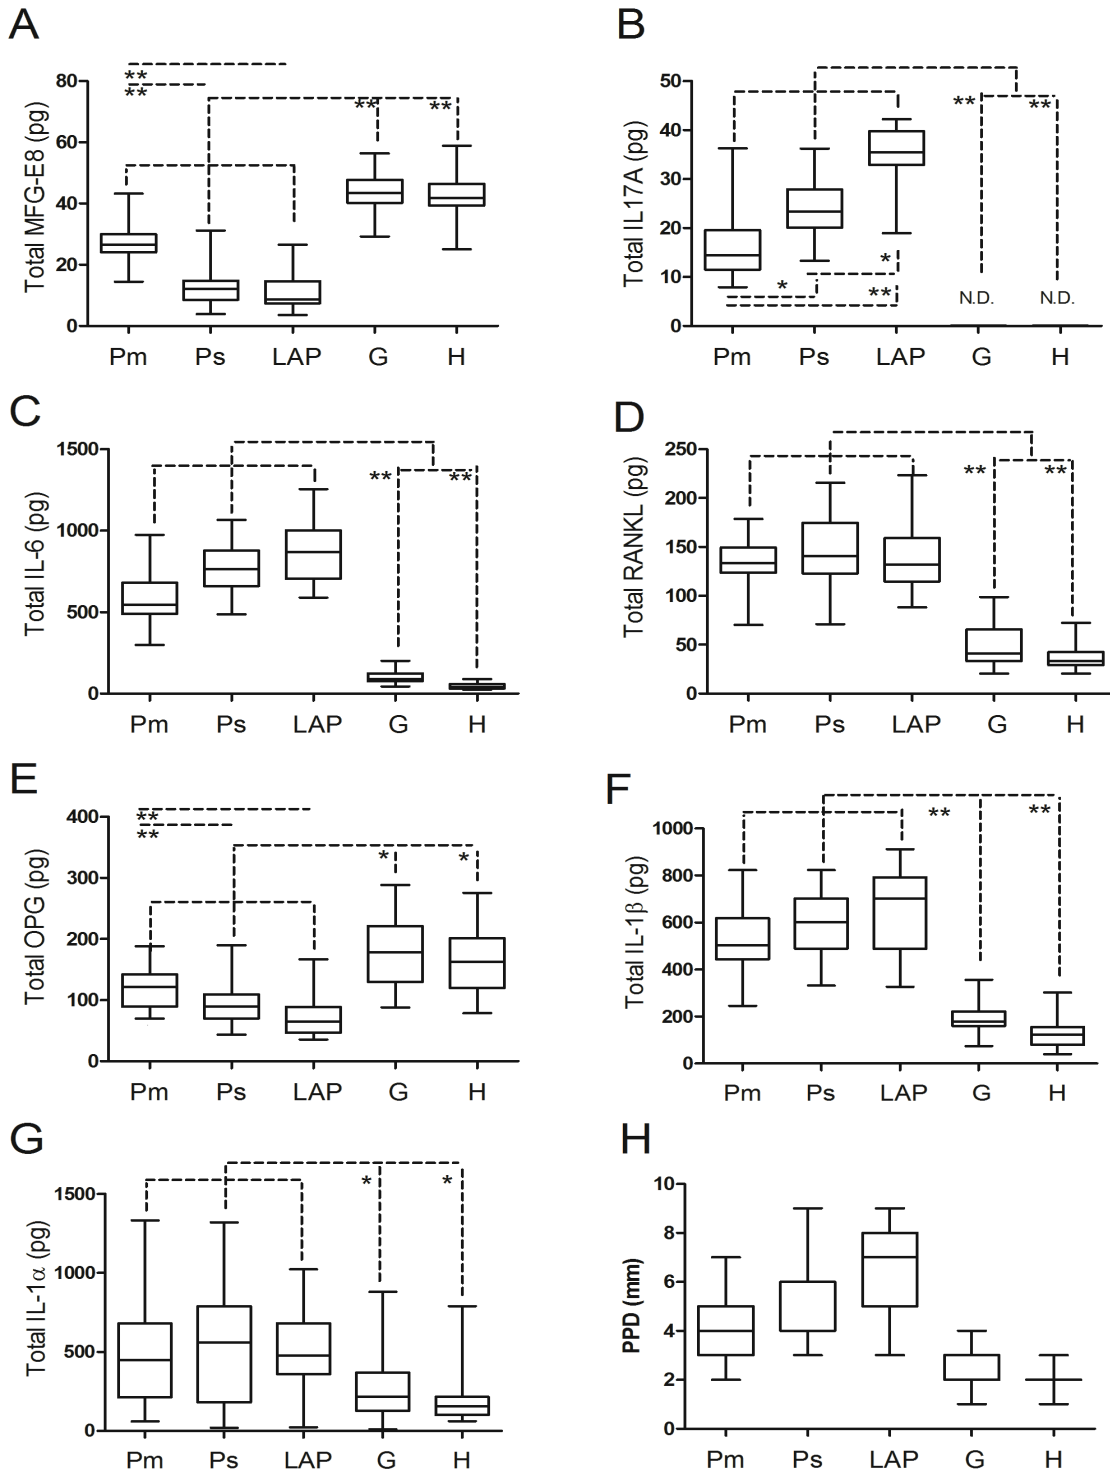 A
Total MFG-E8 (pg)
80
60
40
20
0
**
**
**
**
Pm Ps LAP G H
B
Total IL17A (pg)
50
40
30
20
10
0
**
**
*
*
**
N.D. N.D.
Pm Ps LAP G H
C
Total IL-6 (pg)
1500
1000
500
0
**
**
Pm Ps LAP G H
D
Total RANKL (pg)
250
200
150
100
50
0
**
**
Pm Ps LAP G H
E
Total OPG (pg)
400
300
200
100
0
**
**
*
*
Pm Ps LAP G H
F
Total IL-1β (pg)
1000
800
600
400
200
0
**
**
Pm Ps LAP G H
G
Total IL-1α (pg)
1500
1000
500
0
*
*
Pm Ps LAP G H
H
PPD (mm)
10
8
6
4
2
0
Pm Ps LAP G H